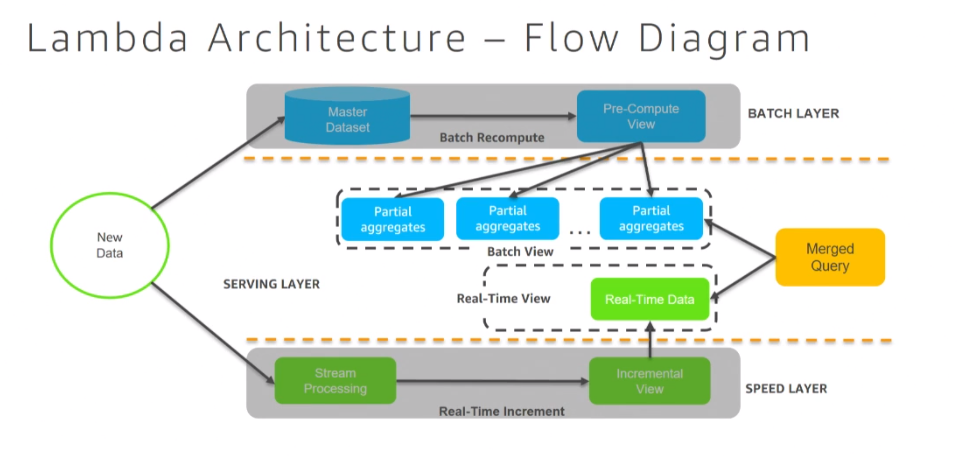 Lambda Architecture – Flow Diagram
Master
Dataset
Batch Recompute
Pre-Compute
View
BATCH LAYER
New
Data
Partial
aggregates
Partial
aggregates
...
Partial
aggregates
Batch View
Merged
Query
SERVING LAYER
Real-Time View
Real-Time Data
Stream
Processing
Real-Time Increment
Incremental
View
SPEED LAYER